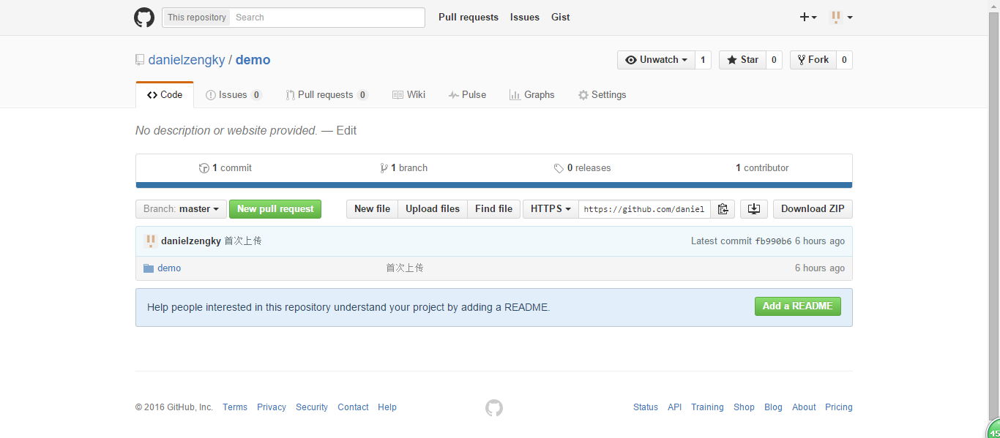 This repository Search Pull requests Issues Gist
danielzengky / demo Unwatch 1 Star 0 Fork 0
Code Issues 0 Pull requests 0 Wiki Pulse Graphs Settings
No description or website provided. — Edit
1 commit 1 branch 0 releases 1 contributor
Branch: master New pull request New file Upload files Find file HTTPS https://github.com/daniel Download ZIP
danielzengky 首次上传 Latest commit fb990b6 6 hours ago
demo 首次上传 6 hours ago
Help people interested in this repository understand your project by adding a README. Add a README
© 2016 GitHub, Inc. Terms Privacy Security Contact Help Status API Training Shop Blog About Pricing